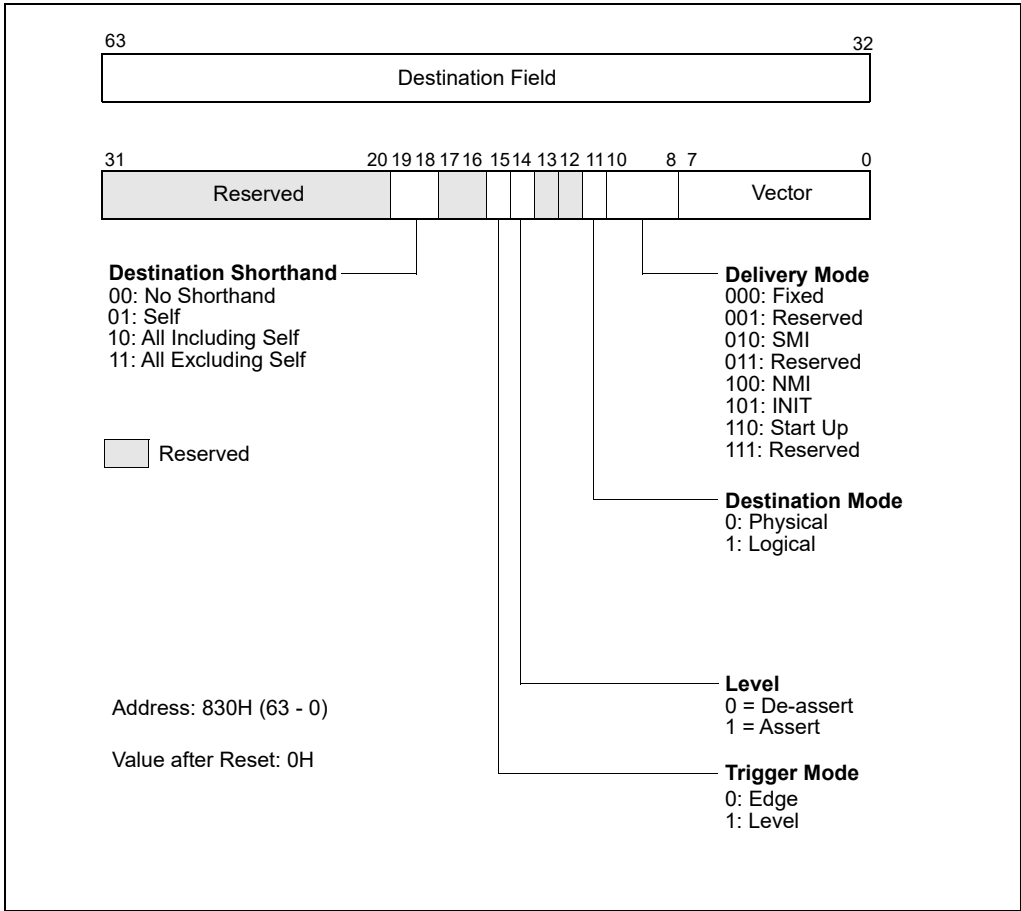 63 32
Destination Field
31 20 19 18 17 16 15 14 13 12 11 10 8 7 0
Reserved Vector
Destination Shorthand
00: No Shorthand
01: Self
10: All Including Self
11: All Excluding Self
Reserved
Delivery Mode
000: Fixed
001: Reserved
010: SMI
011: Reserved
100: NMI
101: INIT
110: Start Up
111: Reserved
Destination Mode
0: Physical
1: Logical
Level
0 = De-assert
1 = Assert
Address: 830H (63 - 0)
Value after Reset: 0H
Trigger Mode
0: Edge
1: Level